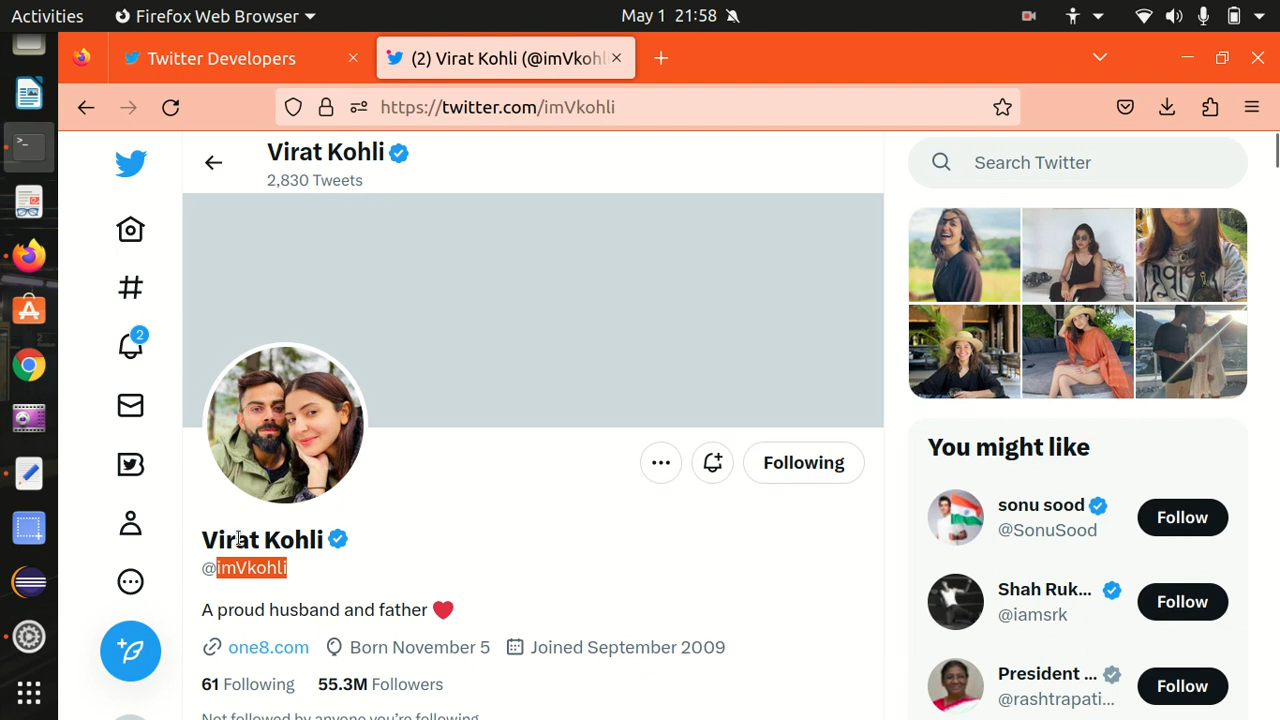 Activities Firefox Web Browser May 1 21:58
Twitter Developers (2) Virat Kohli (@imVkohli
https://twitter.com/imVkohli
Virat Kohli
2,830 Tweets
Search Twitter
2
Following
You might like
sonu sood
@SonuSood
Follow
Virat Kohli
@imVkohli
Shah Ruk...
@iamsrk
Follow
A proud husband and father
one8.com Born November 5 Joined September 2009
61 Following 55.3M Followers
President ...
@rashtrapati...
Follow
Not followed by anyone you're following